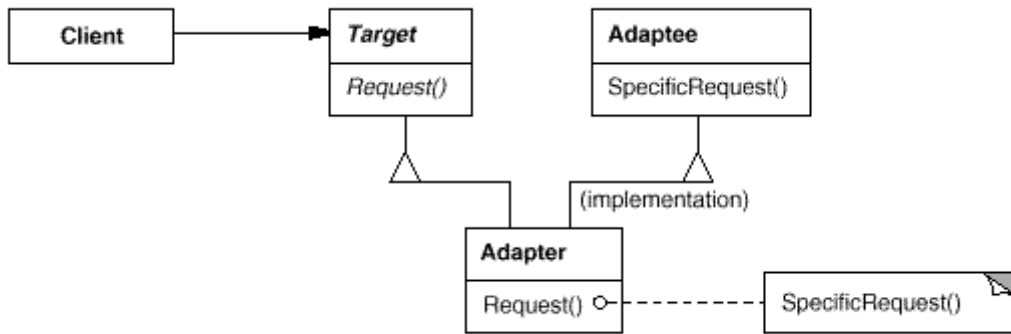 Client
Target
Request()
Adaptee
SpecificRequest()
(implementation)
Adapter
Request()
SpecificRequest()